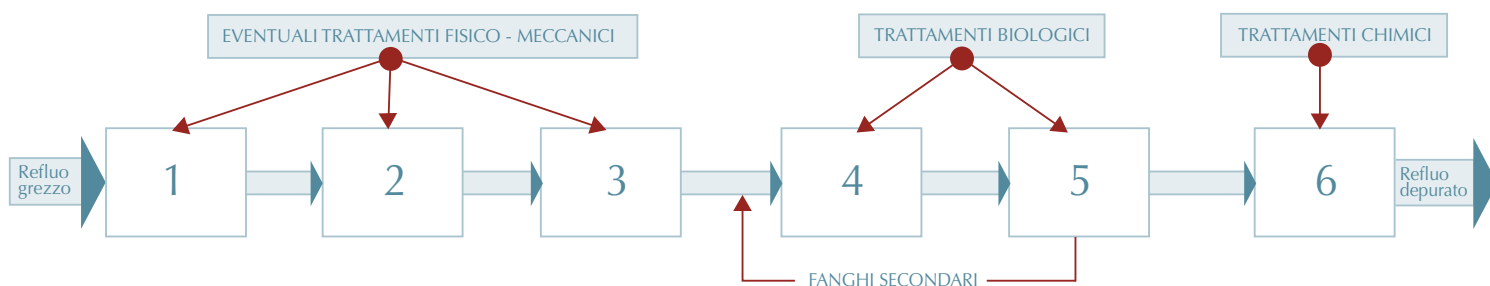 EVENTUALI TRATTAMENTI FISICO - MECCANICI
TRATTAMENTI BIOLOGICI
TRATTAMENTI CHIMICI
Refluo
grezzo
1
2
3
4
5
6
Refluo
depurato
FANGHI SECONDARI